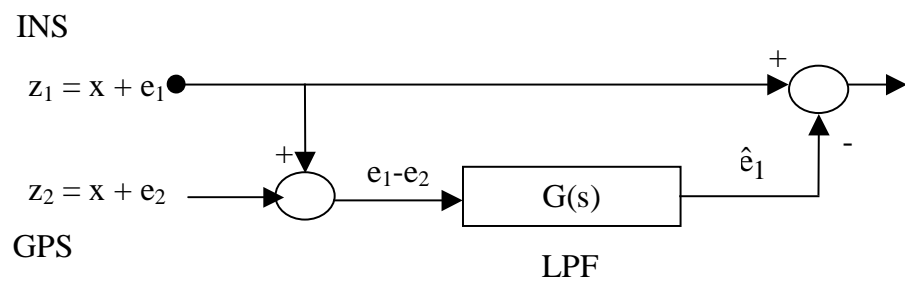 INS
z₁ = x + e₁
+
+
e₁-e₂
ê₁
-
z₂ = x + e₂
G(s)
GPS
LPF